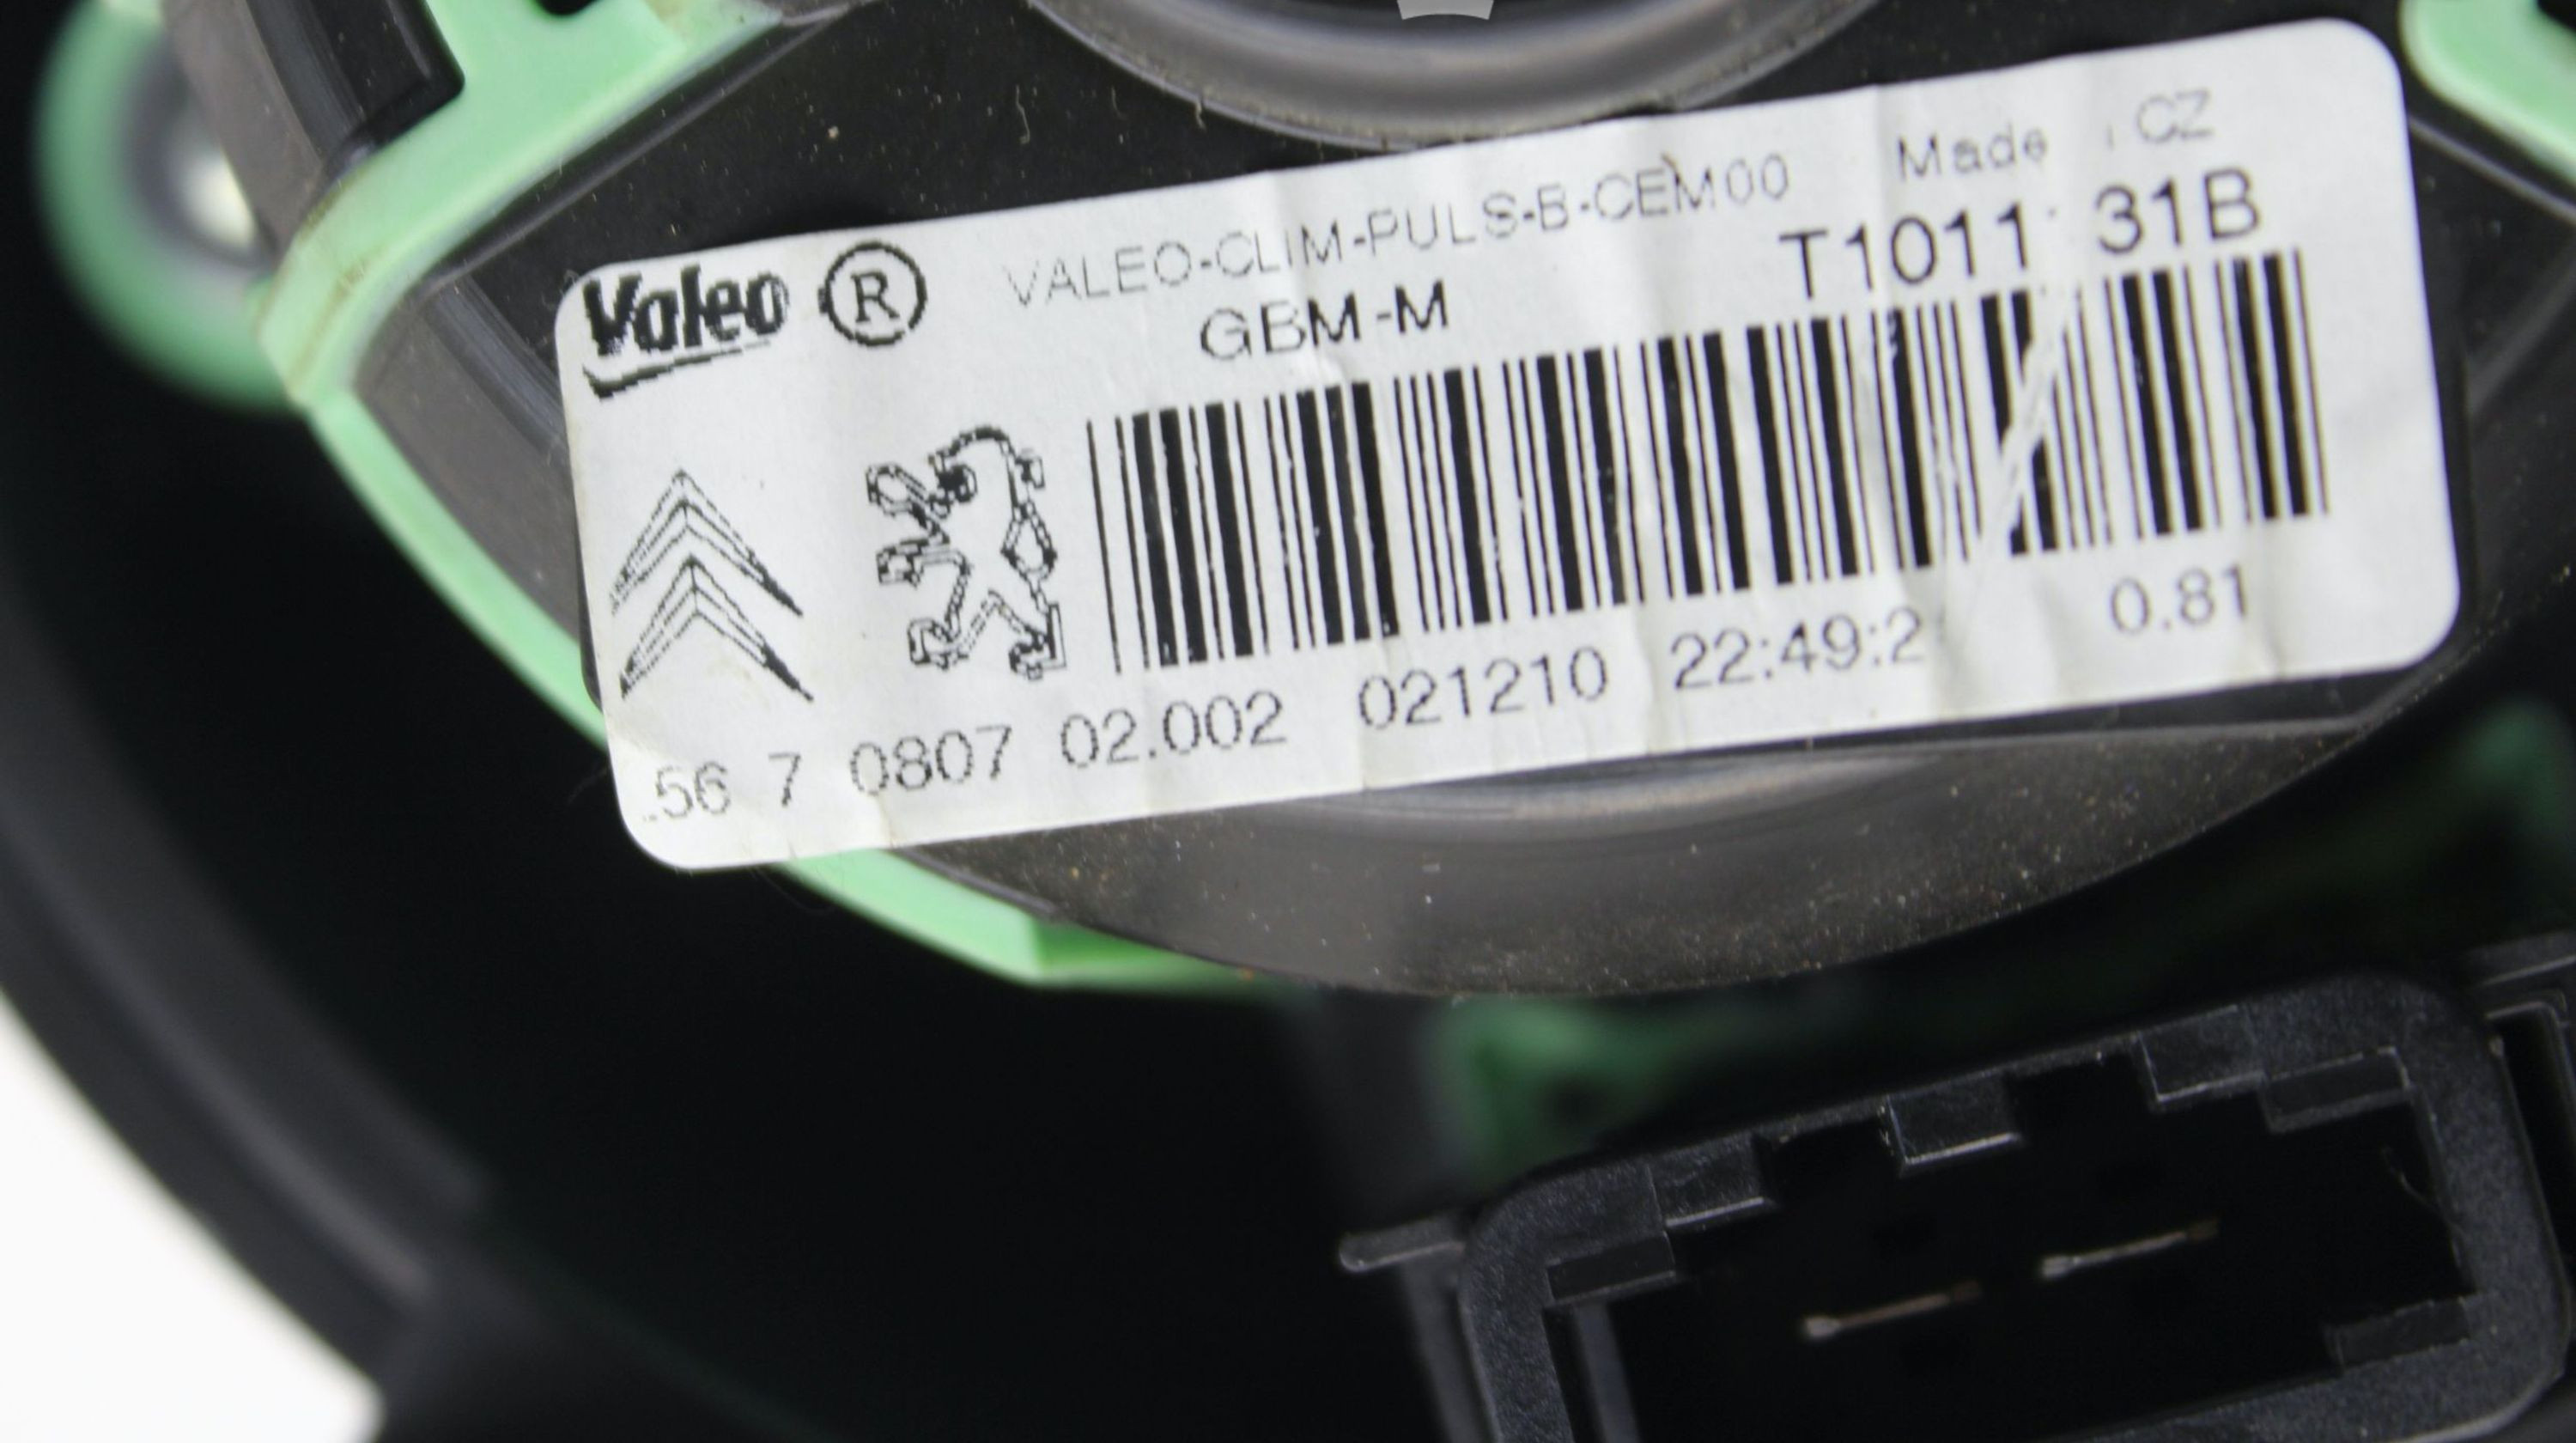 Valeo ® VALEO-CLIM-PULS-B-CEM00 Made CZ
GBM-M T1011 31B
56 7 0807 02.002 021210 22:49:2 0.81